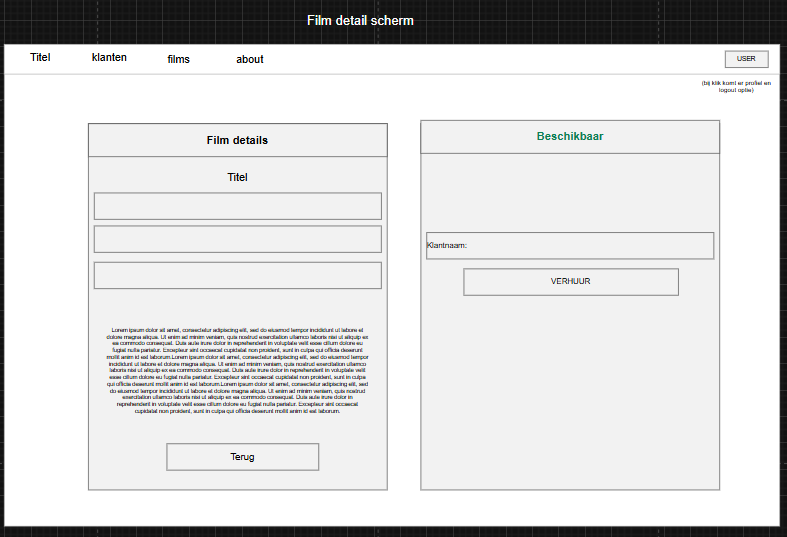 Film detail scherm
Titel
klanten
films
about
USER
(bij klik komt er profiel en
logout optie)
Film details
Titel
Lorem ipsum dolor sit amet, consectetur adipiscing elit, sed do eiusmod tempor incididunt ut labore et
dolore magna aliqua. Ut enim ad minim veniam, quis nostrud exercitation ullamco laboris nisi ut aliquip ex
ea commodo consequat. Duis aute irure dolor in reprehenderit in voluptate velit esse cillum dolore eu
fugiat nulla pariatur. Excepteur sint occaecat cupidatat non proident, sunt in culpa qui officia deserunt
mollit anim id est laborum.Lorem ipsum dolor sit amet, consectetur adipiscing elit, sed do eiusmod tempor
incididunt ut labore et dolore magna aliqua. Ut enim ad minim veniam, quis nostrud exercitation ullamco
laboris nisi ut aliquip ex ea commodo consequat. Duis aute irure dolor in reprehenderit in voluptate velit
esse cillum dolore eu fugiat nulla pariatur. Excepteur sint occaecat cupidatat non proident, sunt in culpa
qui officia deserunt mollit anim id est laborum.Lorem ipsum dolor sit amet, consectetur adipiscing elit, sed
do eiusmod tempor incididunt ut labore et dolore magna aliqua. Ut enim ad minim veniam, quis nostrud
exercitation ullamco laboris nisi ut aliquip ex ea commodo consequat. Duis aute irure dolor in
reprehenderit in voluptate velit esse cillum dolore eu fugiat nulla pariatur. Excepteur sint occaecat
cupidatat non proident, sunt in culpa qui officia deserunt mollit anim id est laborum.
Terug
Beschikbaar
Klantnaam:
VERHUUR